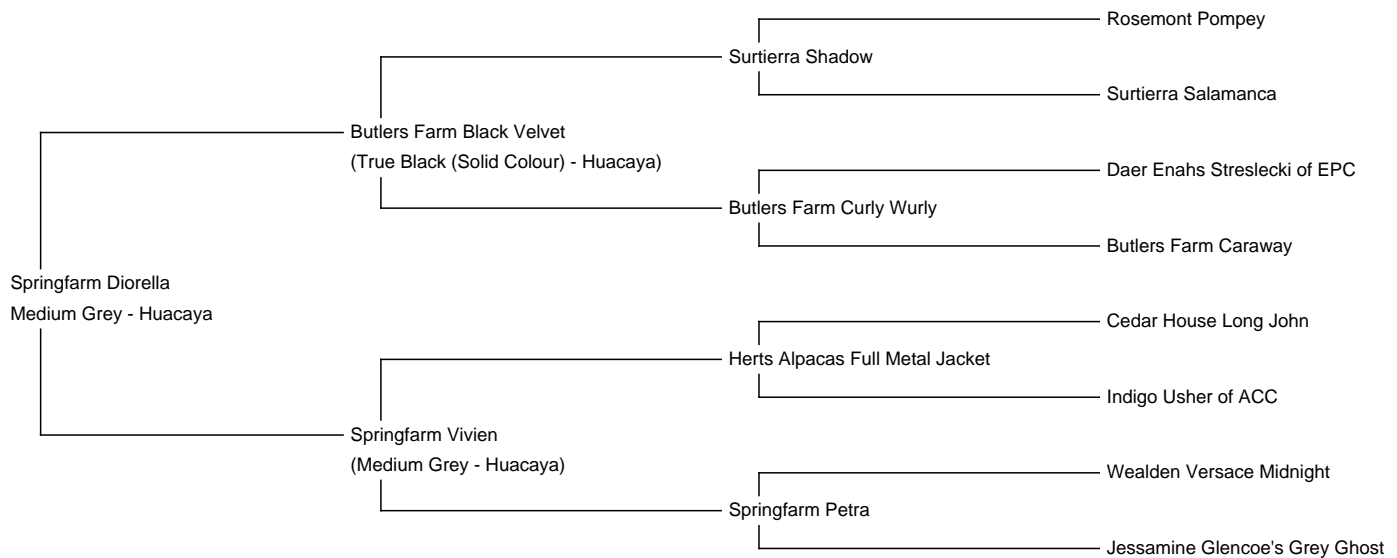 Rosemont Pompey
Surtierra Shadow
Surtierra Salamanca
Butlers Farm Black Velvet
(True Black (Solid Colour) - Huacaya)
Daer Enahs Streslecki of EPC
Butlers Farm Curly Wurly
Butlers Farm Caraway
Springfarm Diorella
Medium Grey - Huacaya
Cedar House Long John
Herts Alpacas Full Metal Jacket
Indigo Usher of ACC
Springfarm Vivien
(Medium Grey - Huacaya)
Wealden Versace Midnight
Springfarm Petra
Jessamine Glencoe's Grey Ghost